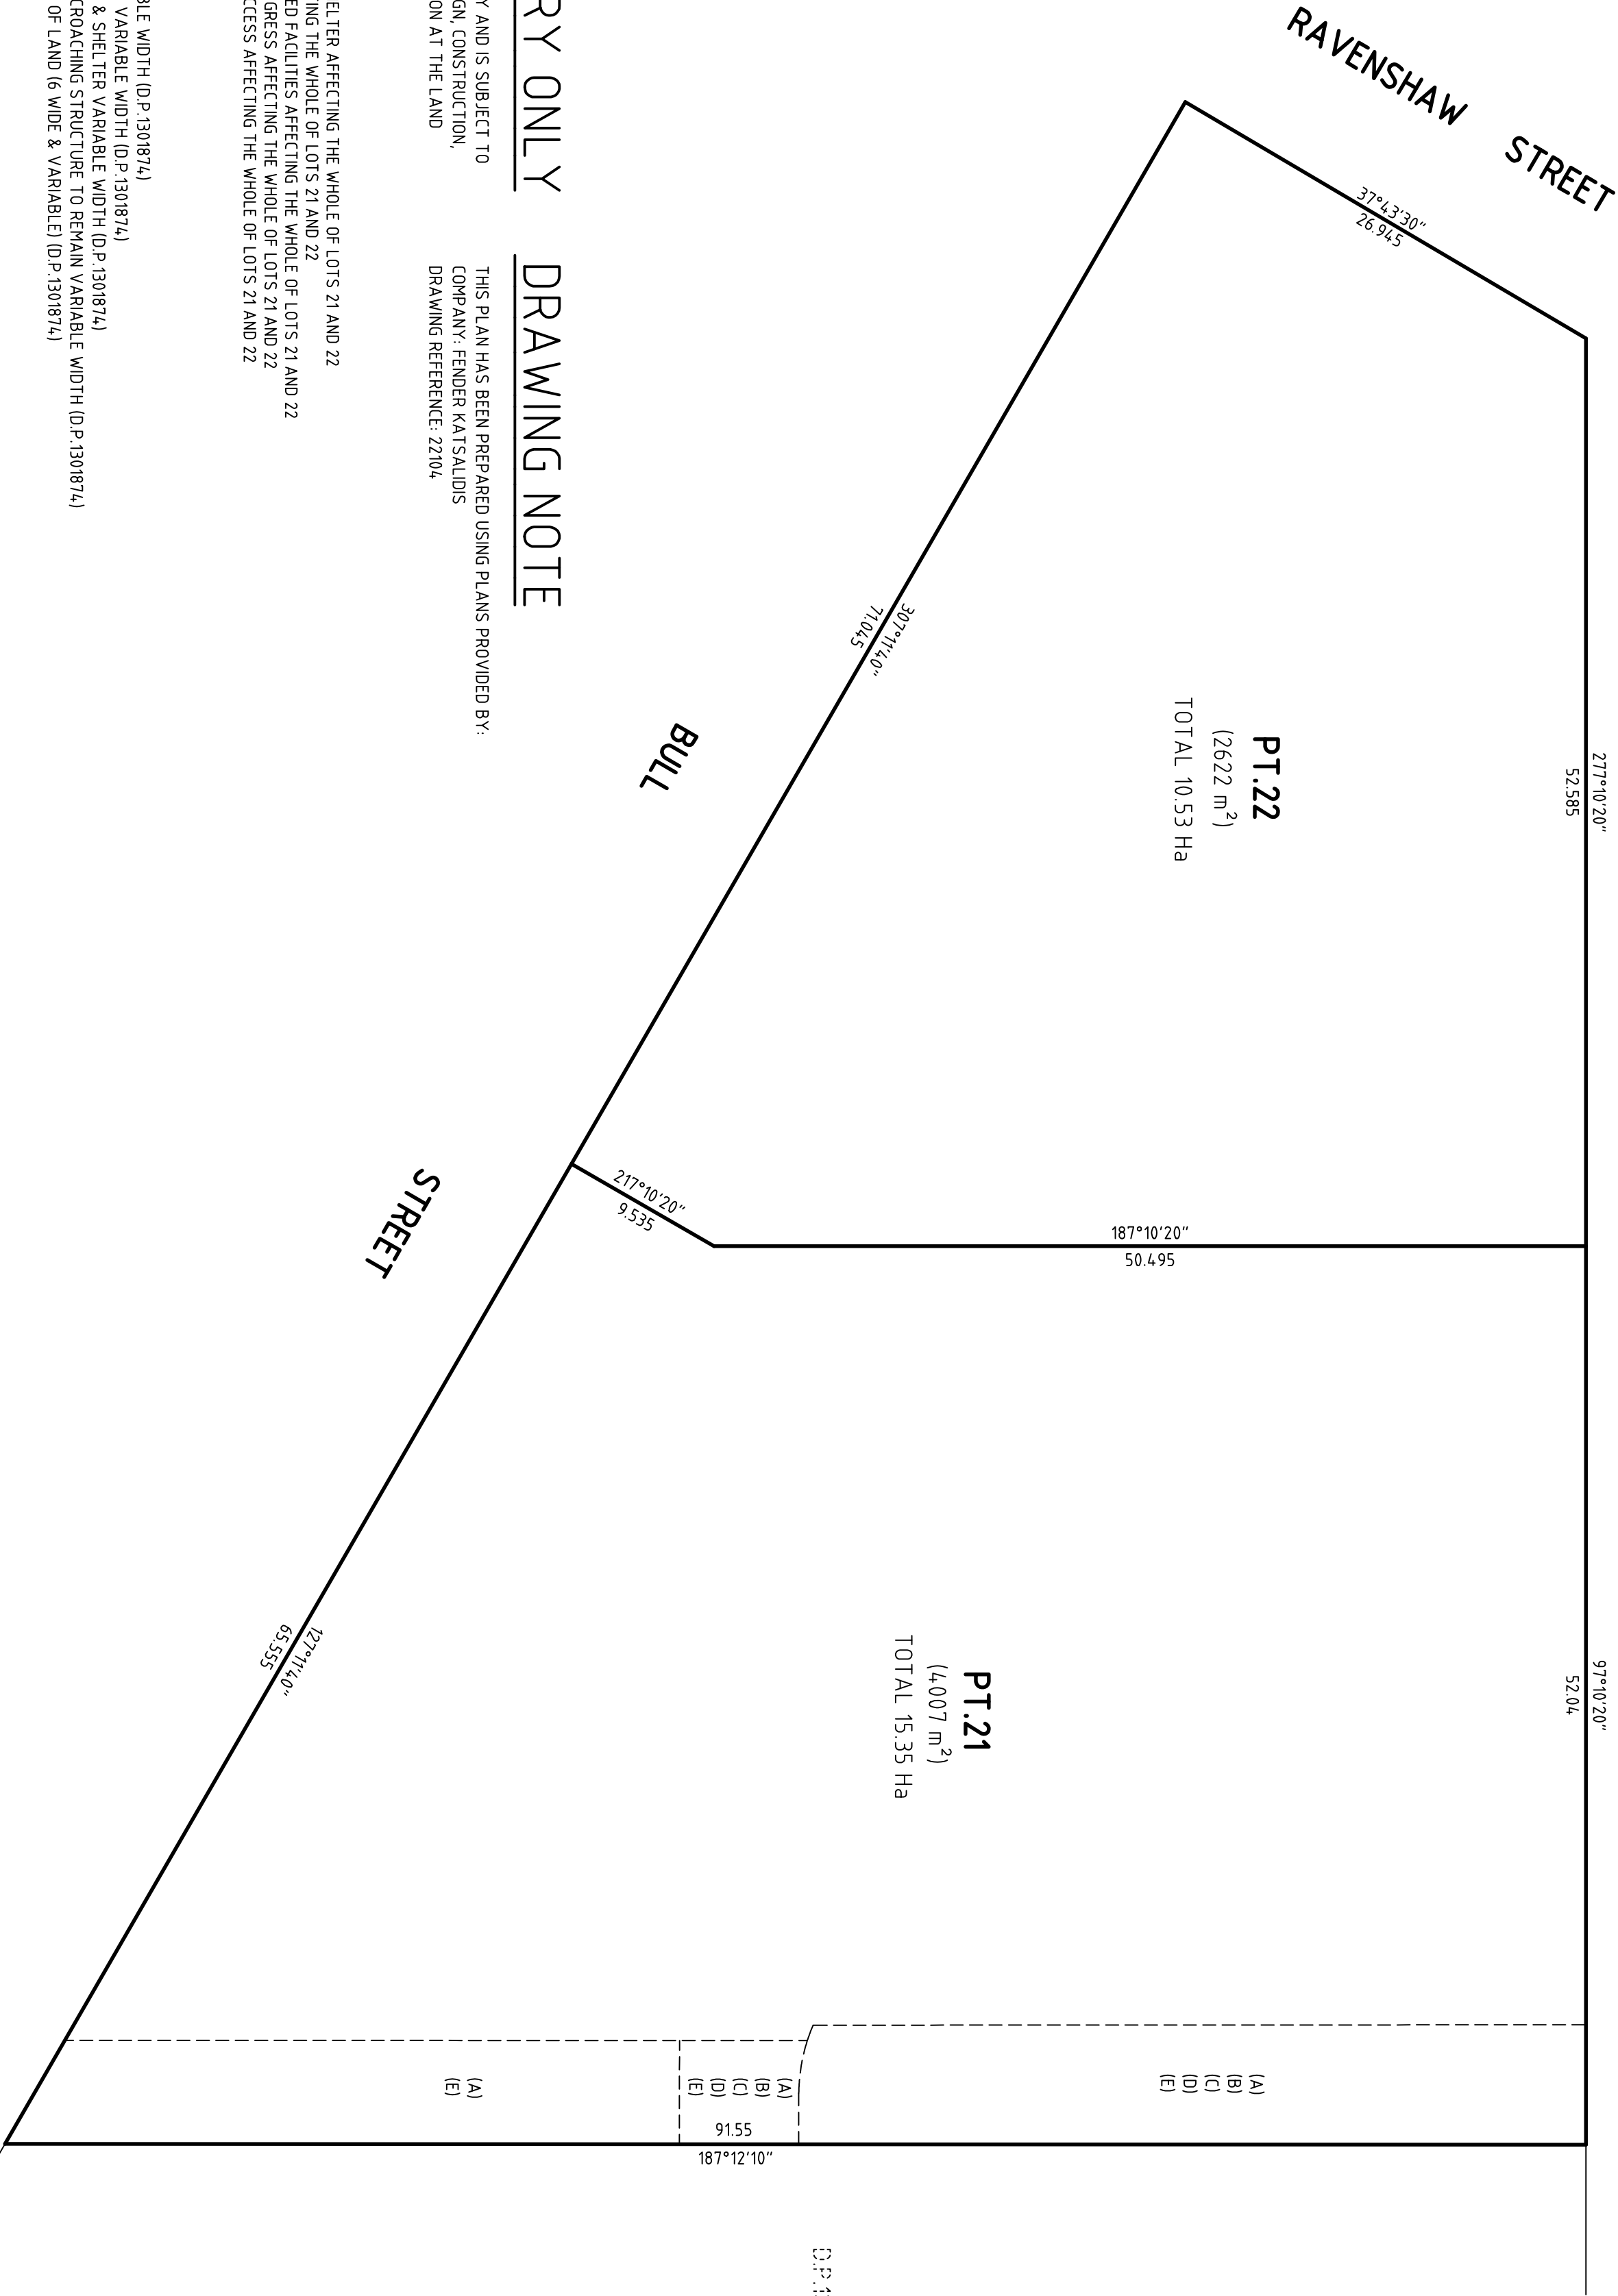 RAVENSHAW STREET
37°43'30"
26.945
277°10'20"
52.585
307°11'40"
71.045
PT.22
(2622 m²)
TOTAL 10.53 Ha
BULL
STREET
217°10'20"
9.535
187°10'20"
50.495
97°10'20"
52.04
127°11'40"
65.555
PT.21
(4007 m²)
TOTAL 15.35 Ha
(A)
(B)
(C)
(D)
(E)
(A)
(B)
(C)
(D)
(E)
(A)
(E)
91.55
187°12'10"
D.P.1
RY ONLY
Y AND IS SUBJECT TO
GN, CONSTRUCTION,
ON AT THE LAND
DRAWING NOTE
THIS PLAN HAS BEEN PREPARED USING PLANS PROVIDED BY:
COMPANY: FENDER KATSALIDIS
DRAWING REFERENCE: 22104
ELTER AFFECTING THE WHOLE OF LOTS 21 AND 22
ING THE WHOLE OF LOTS 21 AND 22
ED FACILITIES AFFECTING THE WHOLE OF LOTS 21 AND 22
GRESS AFFECTING THE WHOLE OF LOTS 21 AND 22
CCESS AFFECTING THE WHOLE OF LOTS 21 AND 22
BLE WIDTH (D.P.1301874)
VARIABLE WIDTH (D.P.1301874)
& SHELTER VARIABLE WIDTH (D.P.1301874)
CROACHING STRUCTURE TO REMAIN VARIABLE WIDTH (D.P.1301874)
OF LAND (6 WIDE & VARIABLE) (D.P.1301874)